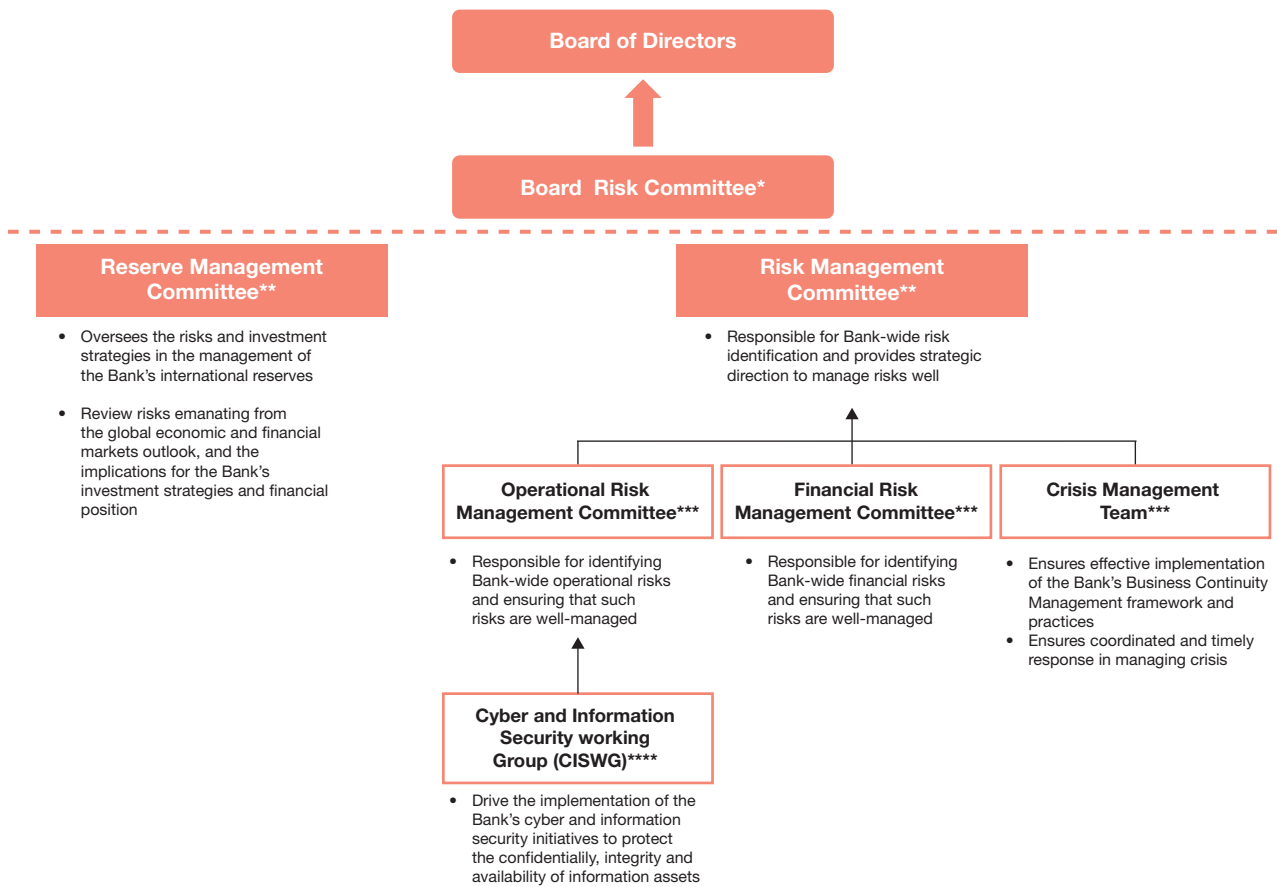 Board of Directors
Board Risk Committee*
Reserve Management
Committee**
• Oversees the risks and investment
strategies in the management of
the Bank's international reserves
• Review risks emanating from
the global economic and financial
markets outlook, and the
implications for the Bank's
investment strategies and financial
position
Risk Management
Committee**
• Responsible for Bank-wide risk
identification and provides strategic
direction to manage risks well
Operational Risk
Management Committee***
• Responsible for identifying
Bank-wide operational risks
and ensuring that such
risks are well-managed
Financial Risk
Management Committee***
• Responsible for identifying
Bank-wide financial risks
and ensuring that such
risks are well-managed
Crisis Management
Team***
• Ensures effective implementation
of the Bank's Business Continuity
Management framework and
practices
• Ensures coordinated and timely
response in managing crisis
Cyber and Information
Security working
Group (CISWG)****
• Drive the implementation of the
Bank's cyber and information
security initiatives to protect
the confidentialily, integrity and
availability of information assets